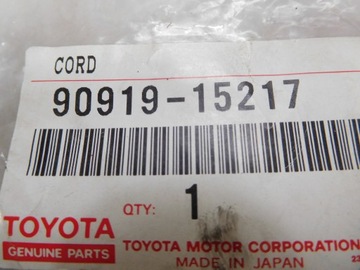 CORD
90919-15217
QTY: 1
TOYOTA
GENUINE PARTS
TOYOTA MOTOR CORPORATION
MADE IN JAPAN